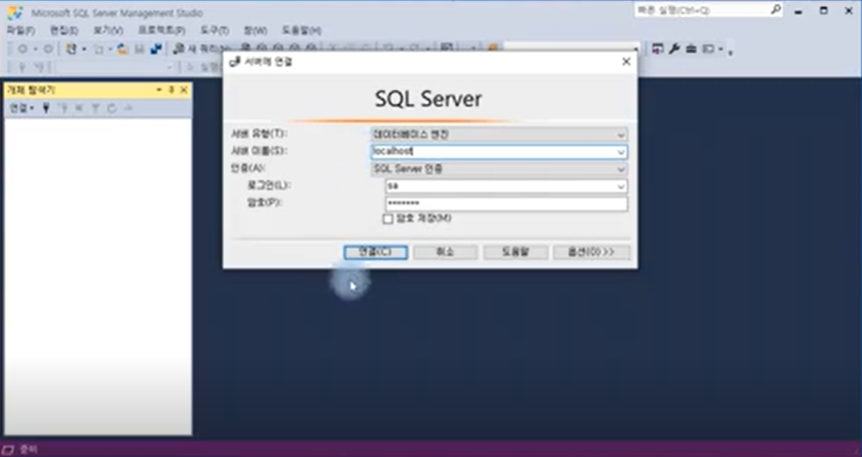 Microsoft SQL Server Management Studio
빠른 실행(Ctrl+Q)
파일(F) 편집(E) 보기(V) 프로젝트(P) 도구(T) 창(W) 도움말(H)
새 쿼리(N)
개체 탐색기
연결
서버에 연결
SQL Server
서버 유형(T): 데이터베이스 엔진
서버 이름(S): localhost
인증(A): SQL Server 인증
로그인(L): sa
암호(P): *******
암호 저장(M)
연결(C) 취소 도움말 옵션(O) >>
준비